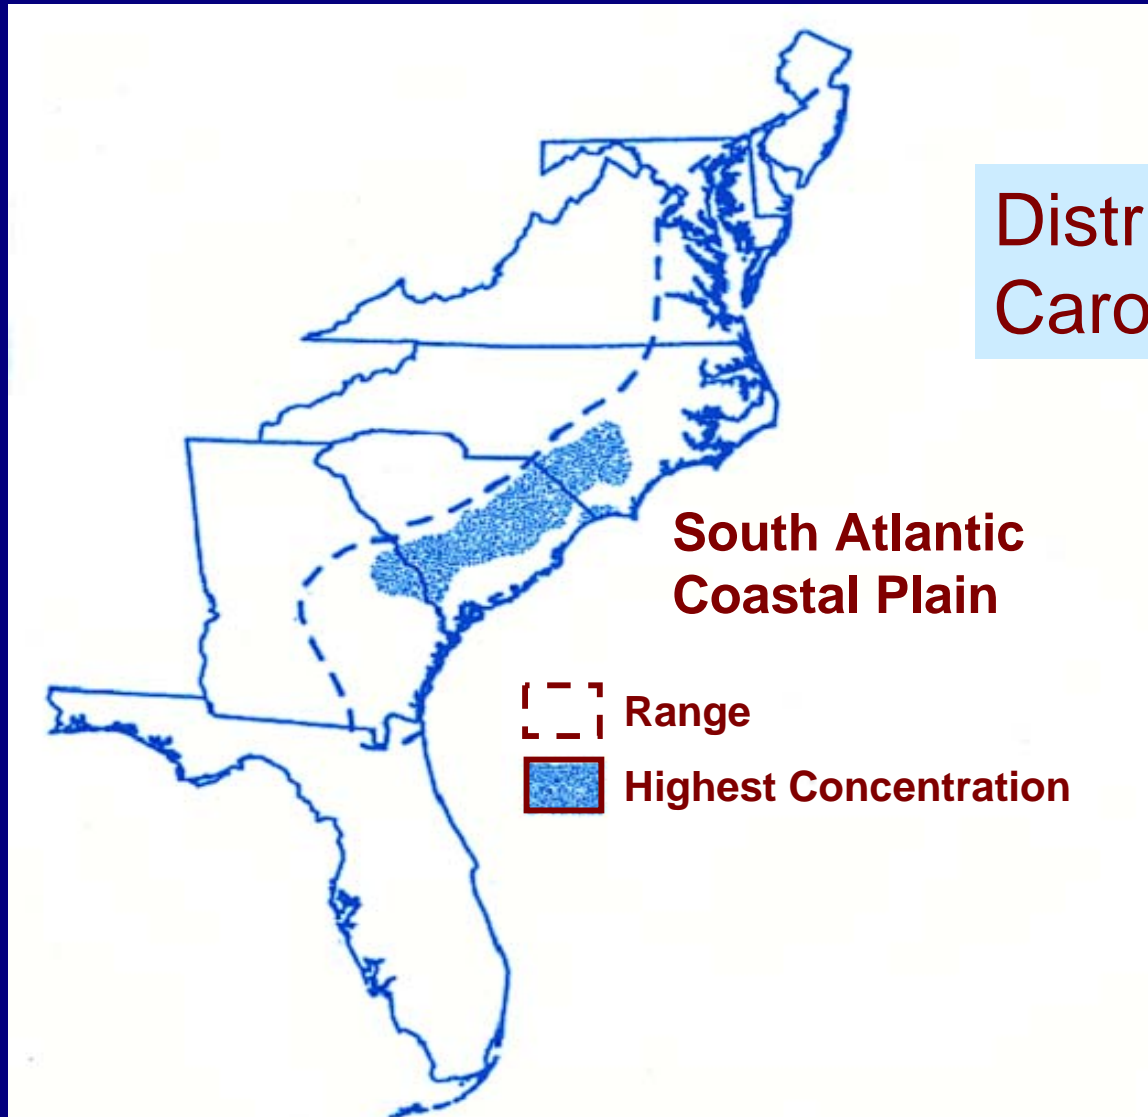 Distr
Caro
South Atlantic
Coastal Plain
Range
Highest Concentration